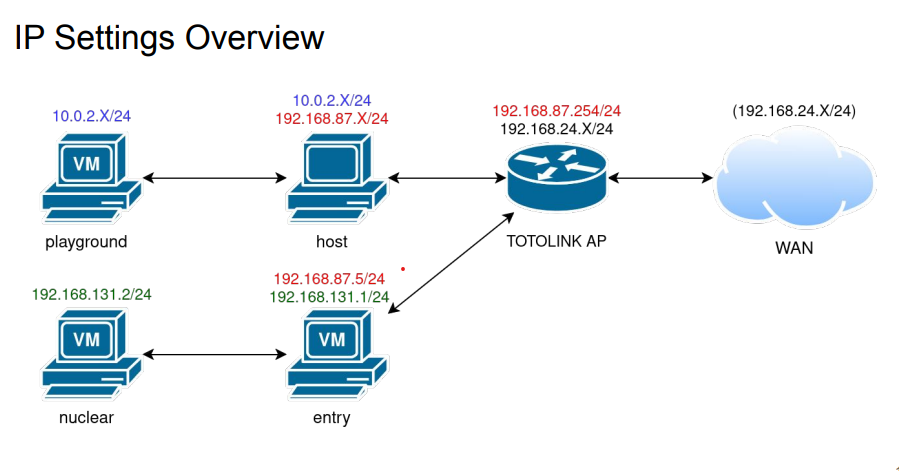 IP Settings Overview
10.0.2.X/24
VM
playground
10.0.2.X/24
192.168.87.X/24
host
192.168.87.254/24
192.168.24.X/24
TOTOLINK AP
(192.168.24.X/24)
WAN
192.168.131.2/24
VM
nuclear
192.168.87.5/24
192.168.131.1/24
VM
entry